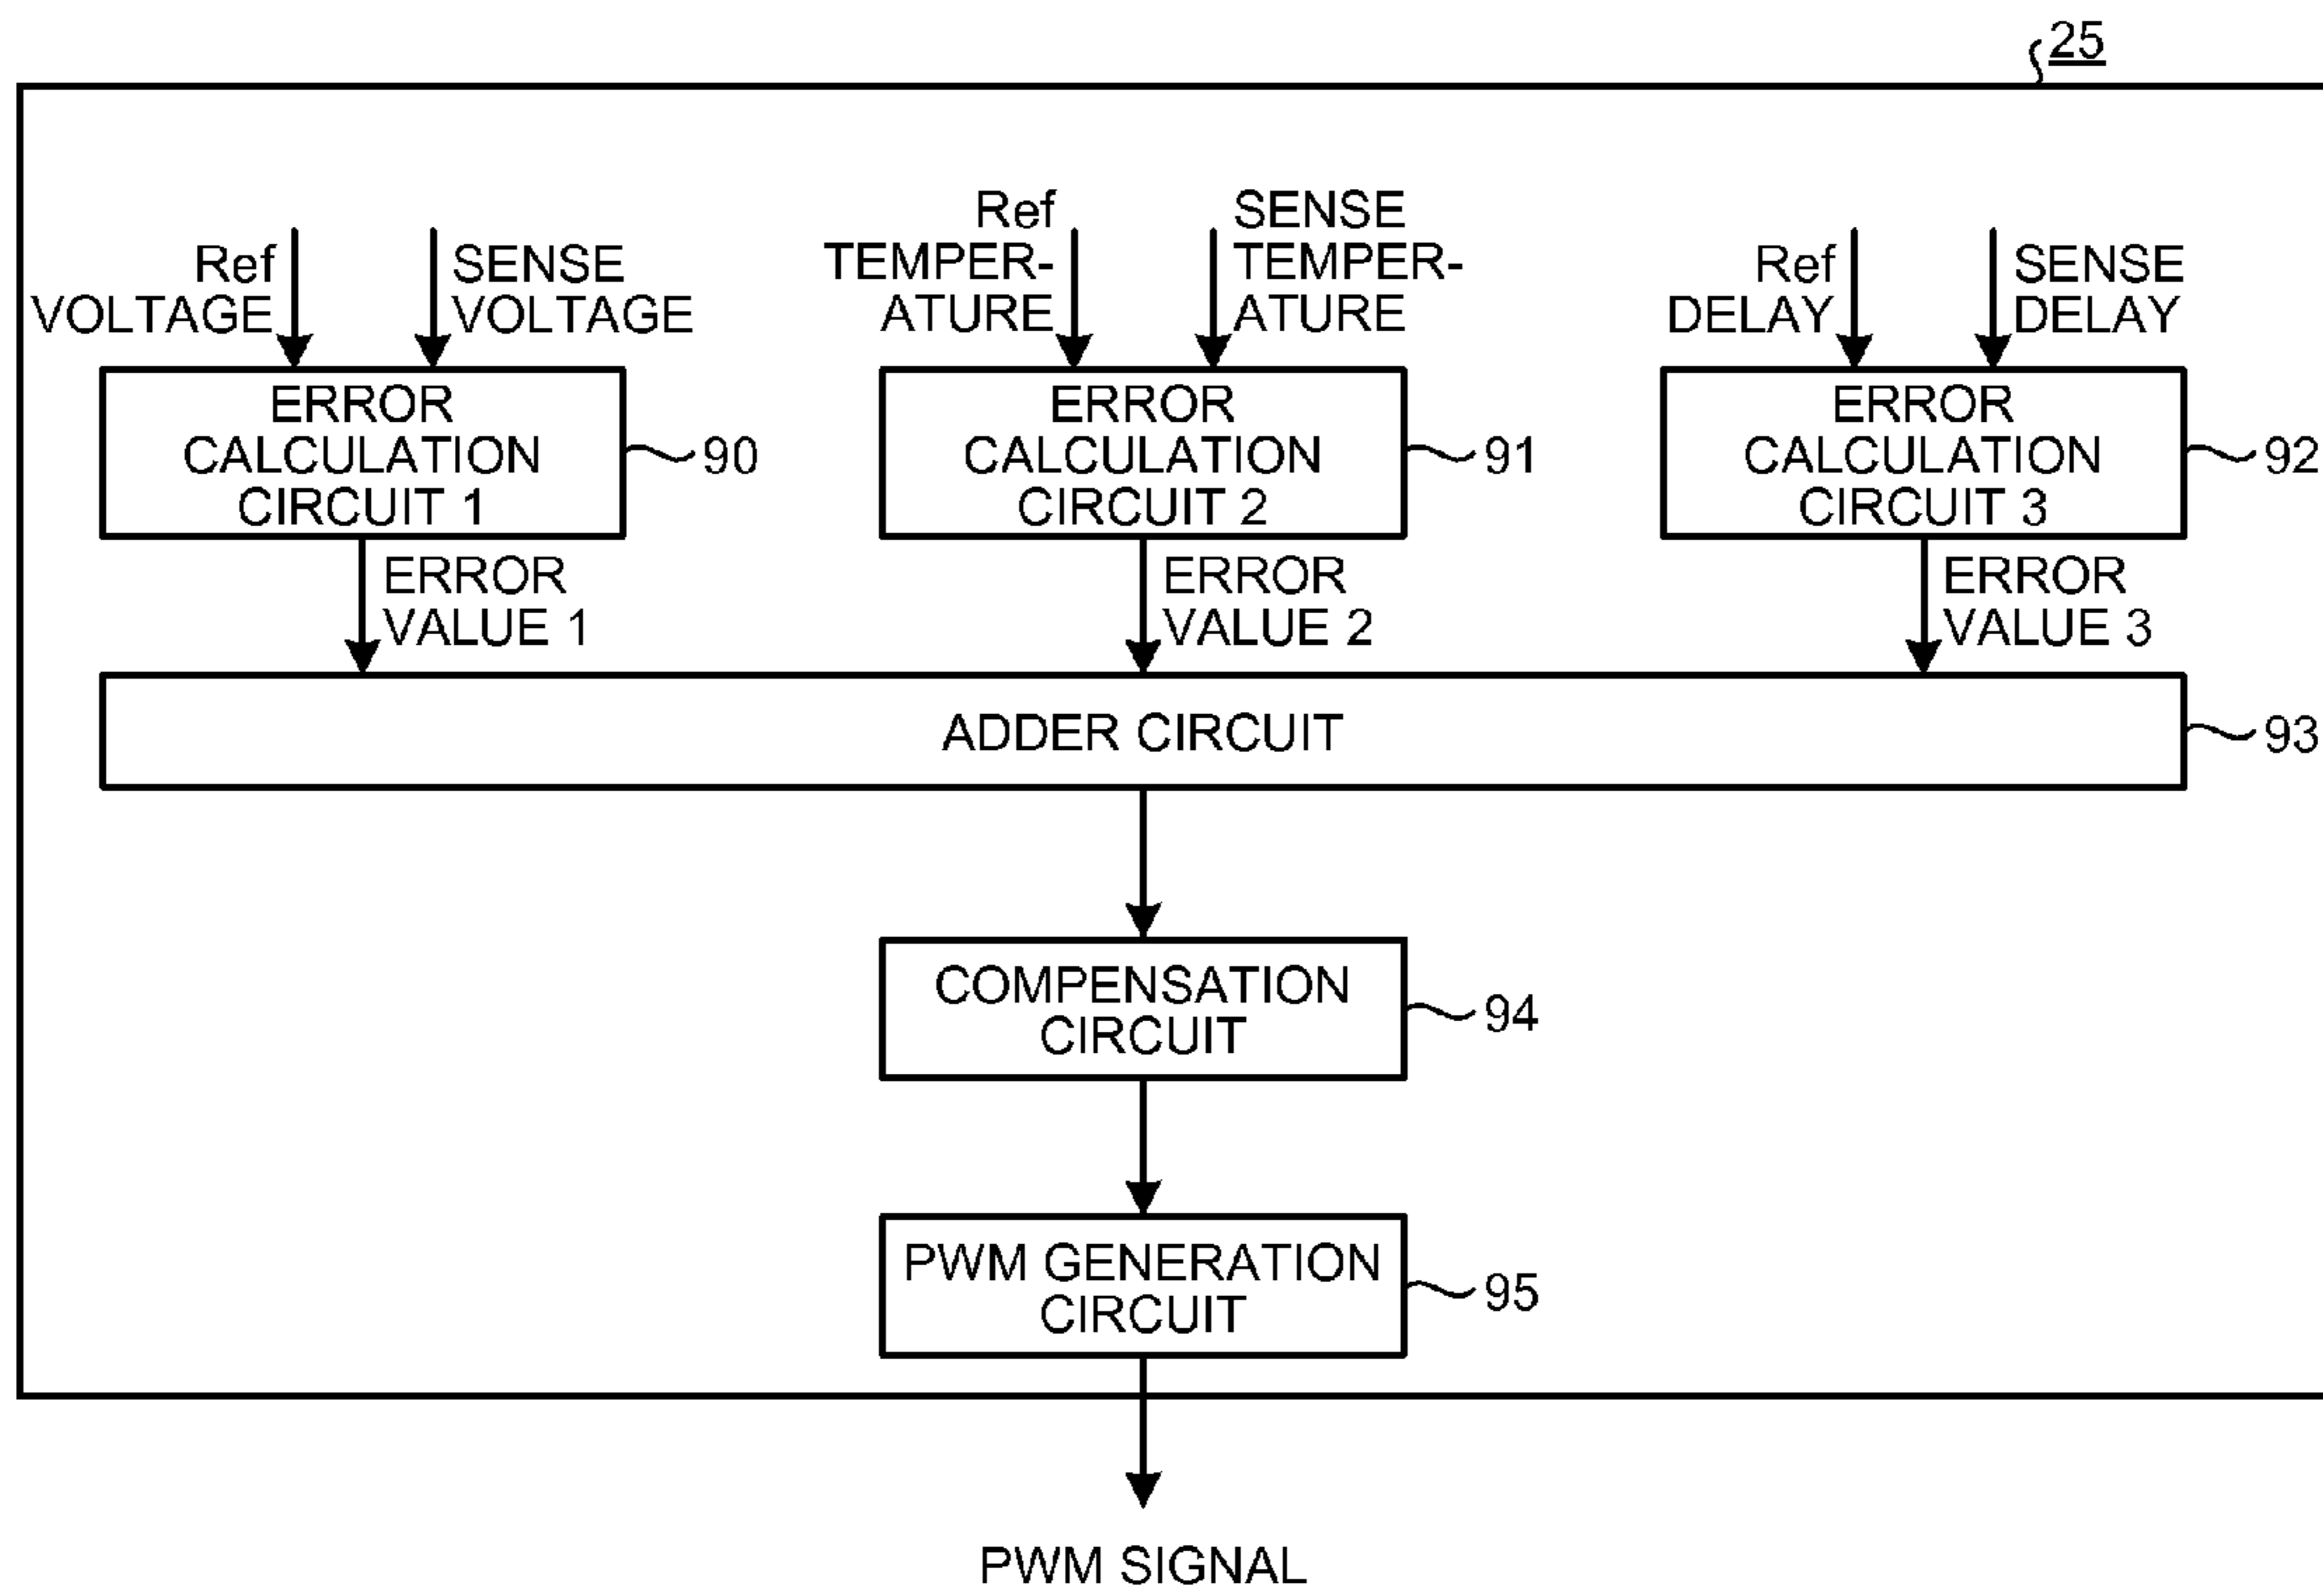 25
Ref
VOLTAGE
SENSE
VOLTAGE
Ref
TEMPER-
ATURE
SENSE
TEMPER-
ATURE
Ref
DELAY
SENSE
DELAY
ERROR
CALCULATION
CIRCUIT 1
90
ERROR
CALCULATION
CIRCUIT 2
91
ERROR
CALCULATION
CIRCUIT 3
92
ERROR
VALUE 1
ERROR
VALUE 2
ERROR
VALUE 3
ADDER CIRCUIT
93
COMPENSATION
CIRCUIT
94
PWM GENERATION
CIRCUIT
95
PWM SIGNAL